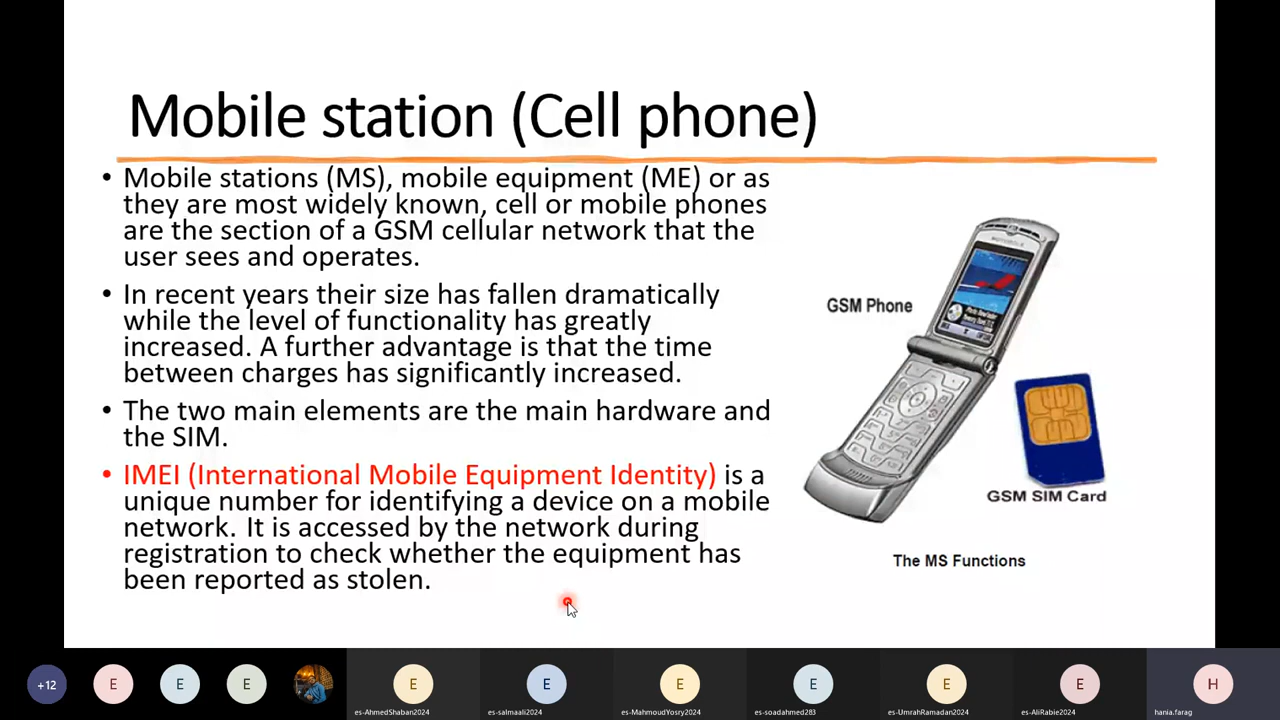 Mobile station (Cell phone)
• Mobile stations (MS), mobile equipment (ME) or as
they are most widely known, cell or mobile phones
are the section of a GSM cellular network that the
user sees and operates.
• In recent years their size has fallen dramatically
while the level of functionality has greatly
increased. A further advantage is that the time
between charges has significantly increased.
• The two main elements are the main hardware and
the SIM.
• IMEI (International Mobile Equipment Identity) is a
unique number for identifying a device on a mobile
network. It is accessed by the network during
registration to check whether the equipment has
been reported as stolen.
MOTOROLA
GSM Phone
GSM SIM Card
The MS Functions
+12
E
E
E
E
es-AhmedShaban2024
E
es-salmaali2024
E
es-MahmoudYosry2024
E
es-soadahmed283
E
es-UmrahRamadan2024
E
es-AliRabie2024
H
hania.farag